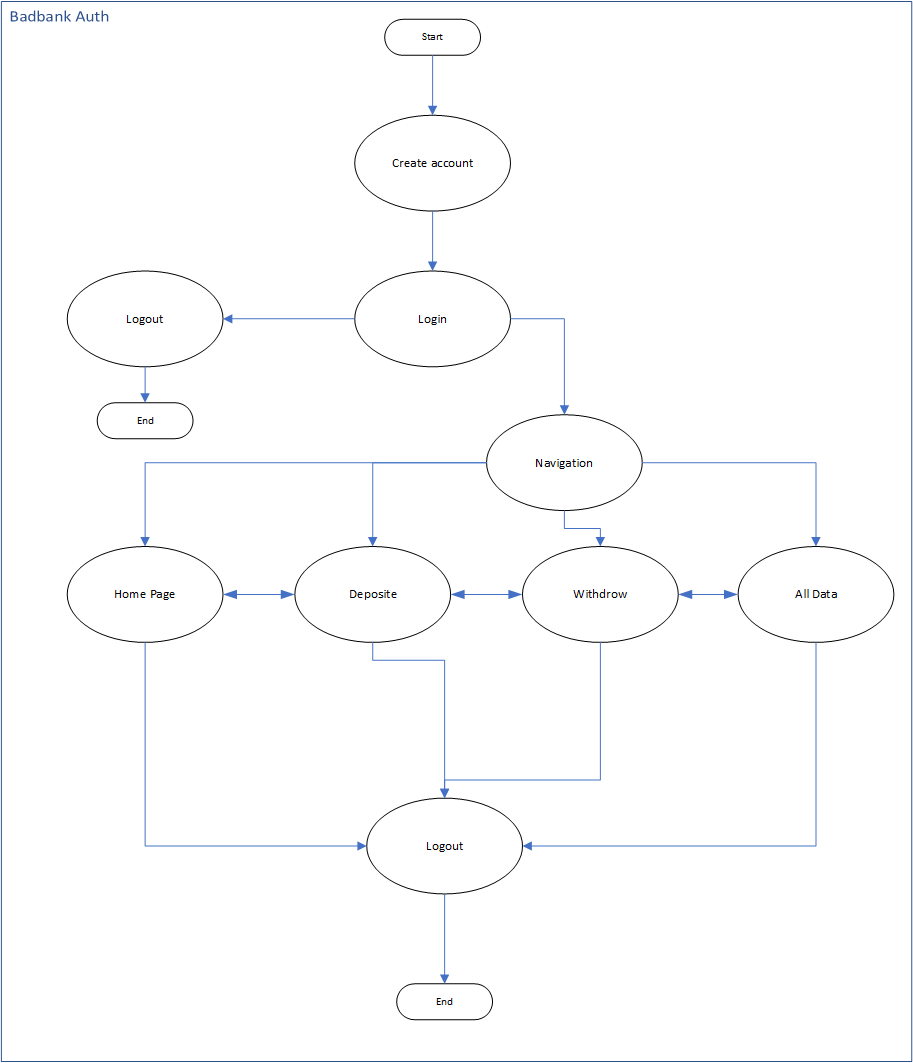 Badbank Auth
Start
Create account
Logout
Login
End
Navigation
Home Page
Deposite
Withdrow
All Data
Logout
End